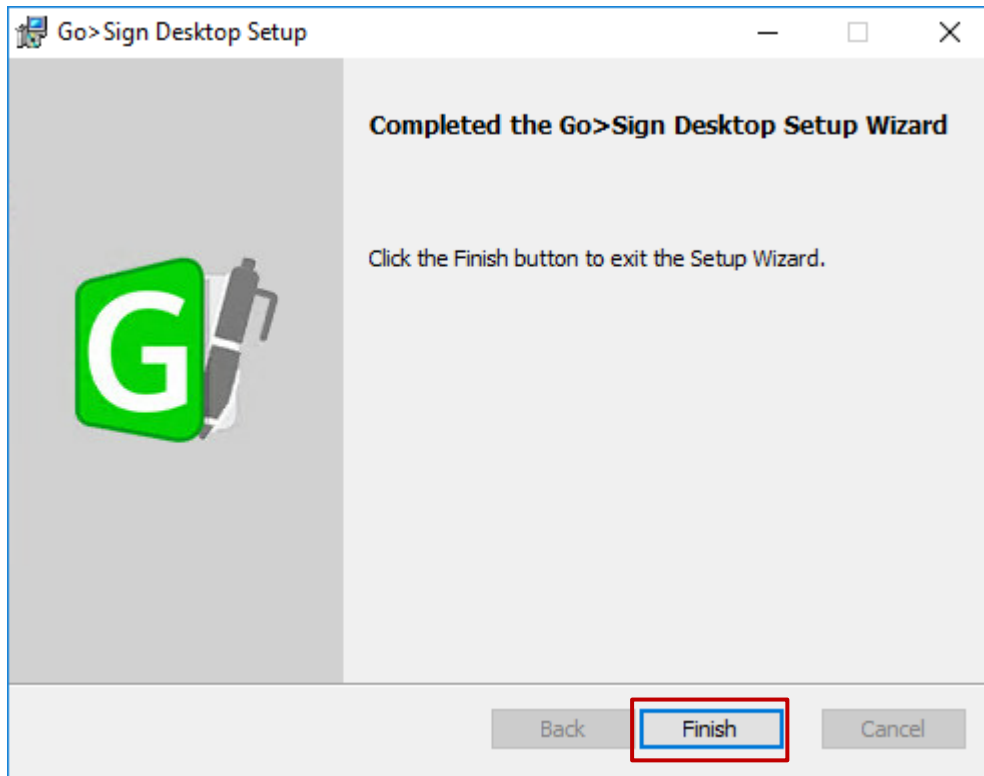 Go>Sign Desktop Setup
Completed the Go>Sign Desktop Setup Wizard
Click the Finish button to exit the Setup Wizard.
G
Back Finish Cancel